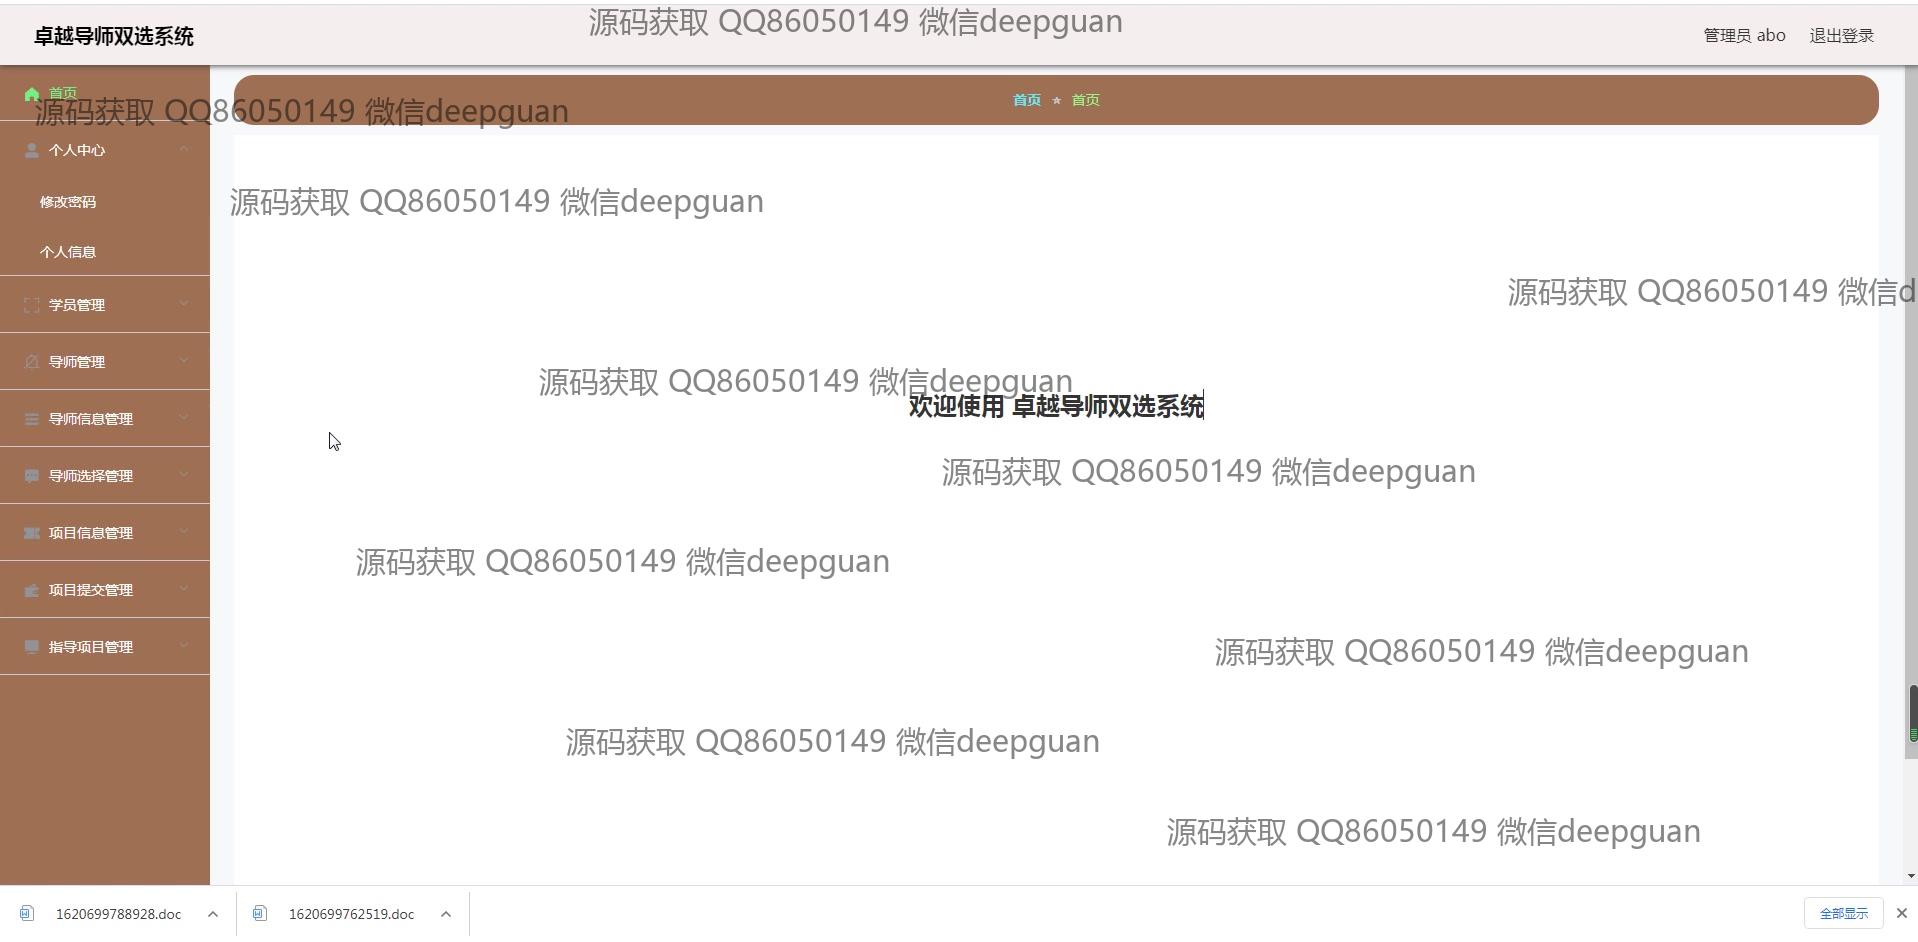 源码获取 QQ86050149 微信deepguan
卓越导师双选系统
管理员 abo
退出登录
首页
首页
首页
源码获取 QQ86050149 微信deepguan
个人中心
修改密码
源码获取 QQ86050149 微信deepguan
个人信息
源码获取 QQ86050149 微信d
学员管理
导师管理
源码获取 QQ86050149 微信deepguan
欢迎使用 卓越导师双选系统
导师信息管理
导师选择管理
源码获取 QQ86050149 微信deepguan
项目信息管理
源码获取 QQ86050149 微信deepguan
项目提交管理
指导项目管理
源码获取 QQ86050149 微信deepguan
源码获取 QQ86050149 微信deepguan
源码获取 QQ86050149 微信deepguan
1620699788928.doc
1620699762519.doc
全部显示